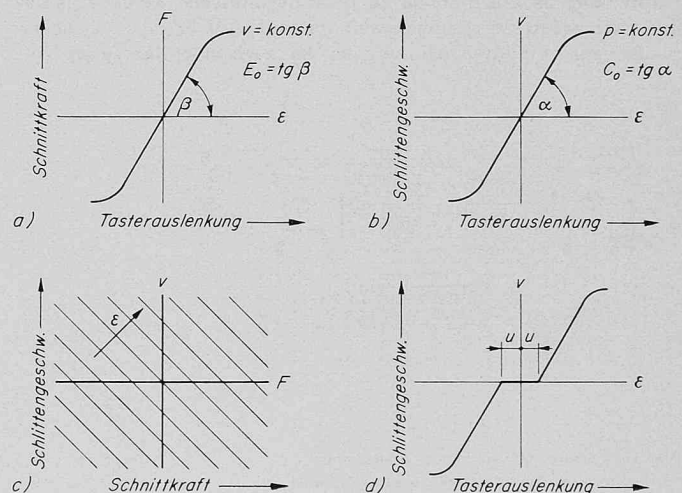 F
v = konst.
E₀ = tg β
β
ε
Schnittkraft
a) Tasterauslenkung
v
p = konst.
C₀ = tg α
α
ε
Schlittengeschw.
b) Tasterauslenkung
v
ε
F
Schlittengeschw.
c) Schnittkraft
v
u u
ε
Schlittengeschw.
d) Tasterauslenkung